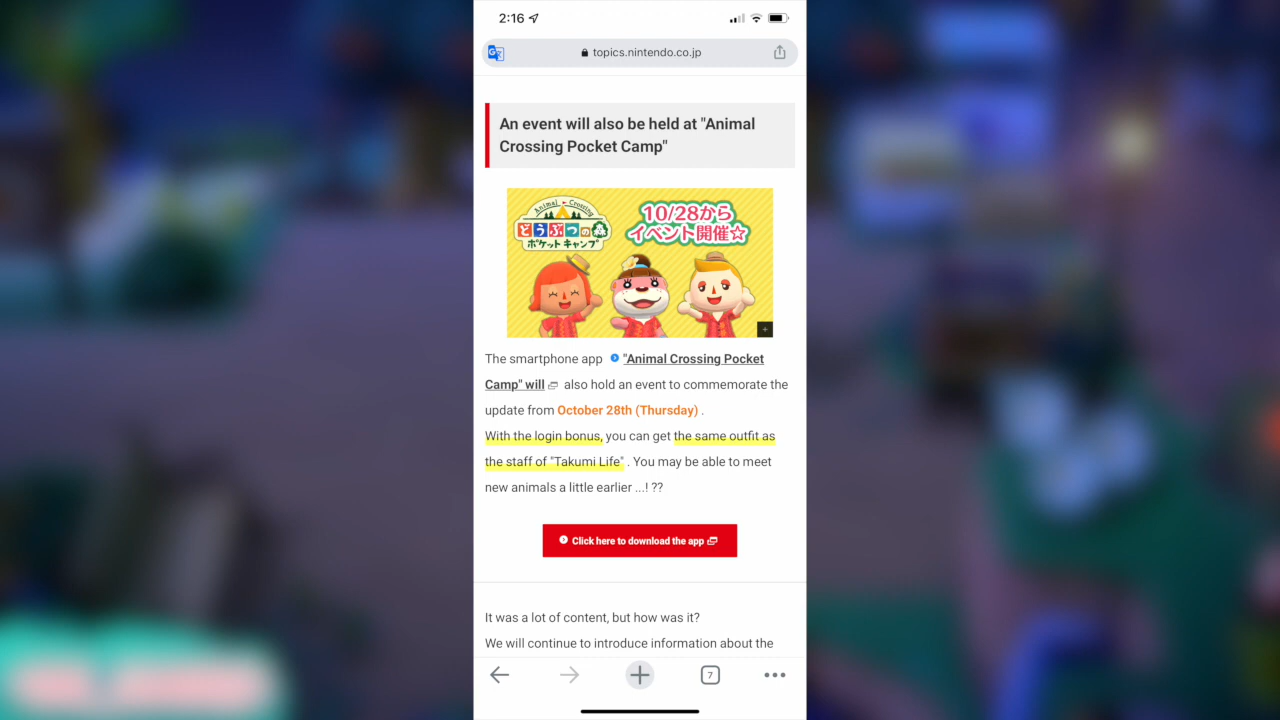 2:16
topics.nintendo.co.jp
An event will also be held at "Animal
Crossing Pocket Camp"
Animal Crossing
どうぶつの森
ポケットキャンプ
10/28から
イベント開催☆
The smartphone app "Animal Crossing Pocket
Camp" will also hold an event to commemorate the
update from October 28th (Thursday) .
With the login bonus, you can get the same outfit as
the staff of "Takumi Life" . You may be able to meet
new animals a little earlier ...! ??
Click here to download the app
It was a lot of content, but how was it?
We will continue to introduce information about the
7